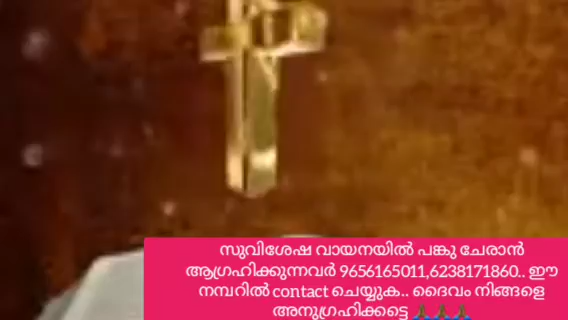 സുവിശേഷ വായനയിൽ പങ്കു ചേരാൻ
ആഗ്രഹിക്കുന്നവർ 9656165011,6238171860.. ഈ
നമ്പറിൽ contact ചെയ്യുക.. ദൈവം നിങ്ങളെ
അനുഗ്രഹിക്കട്ടെ 🙏🙏🙏